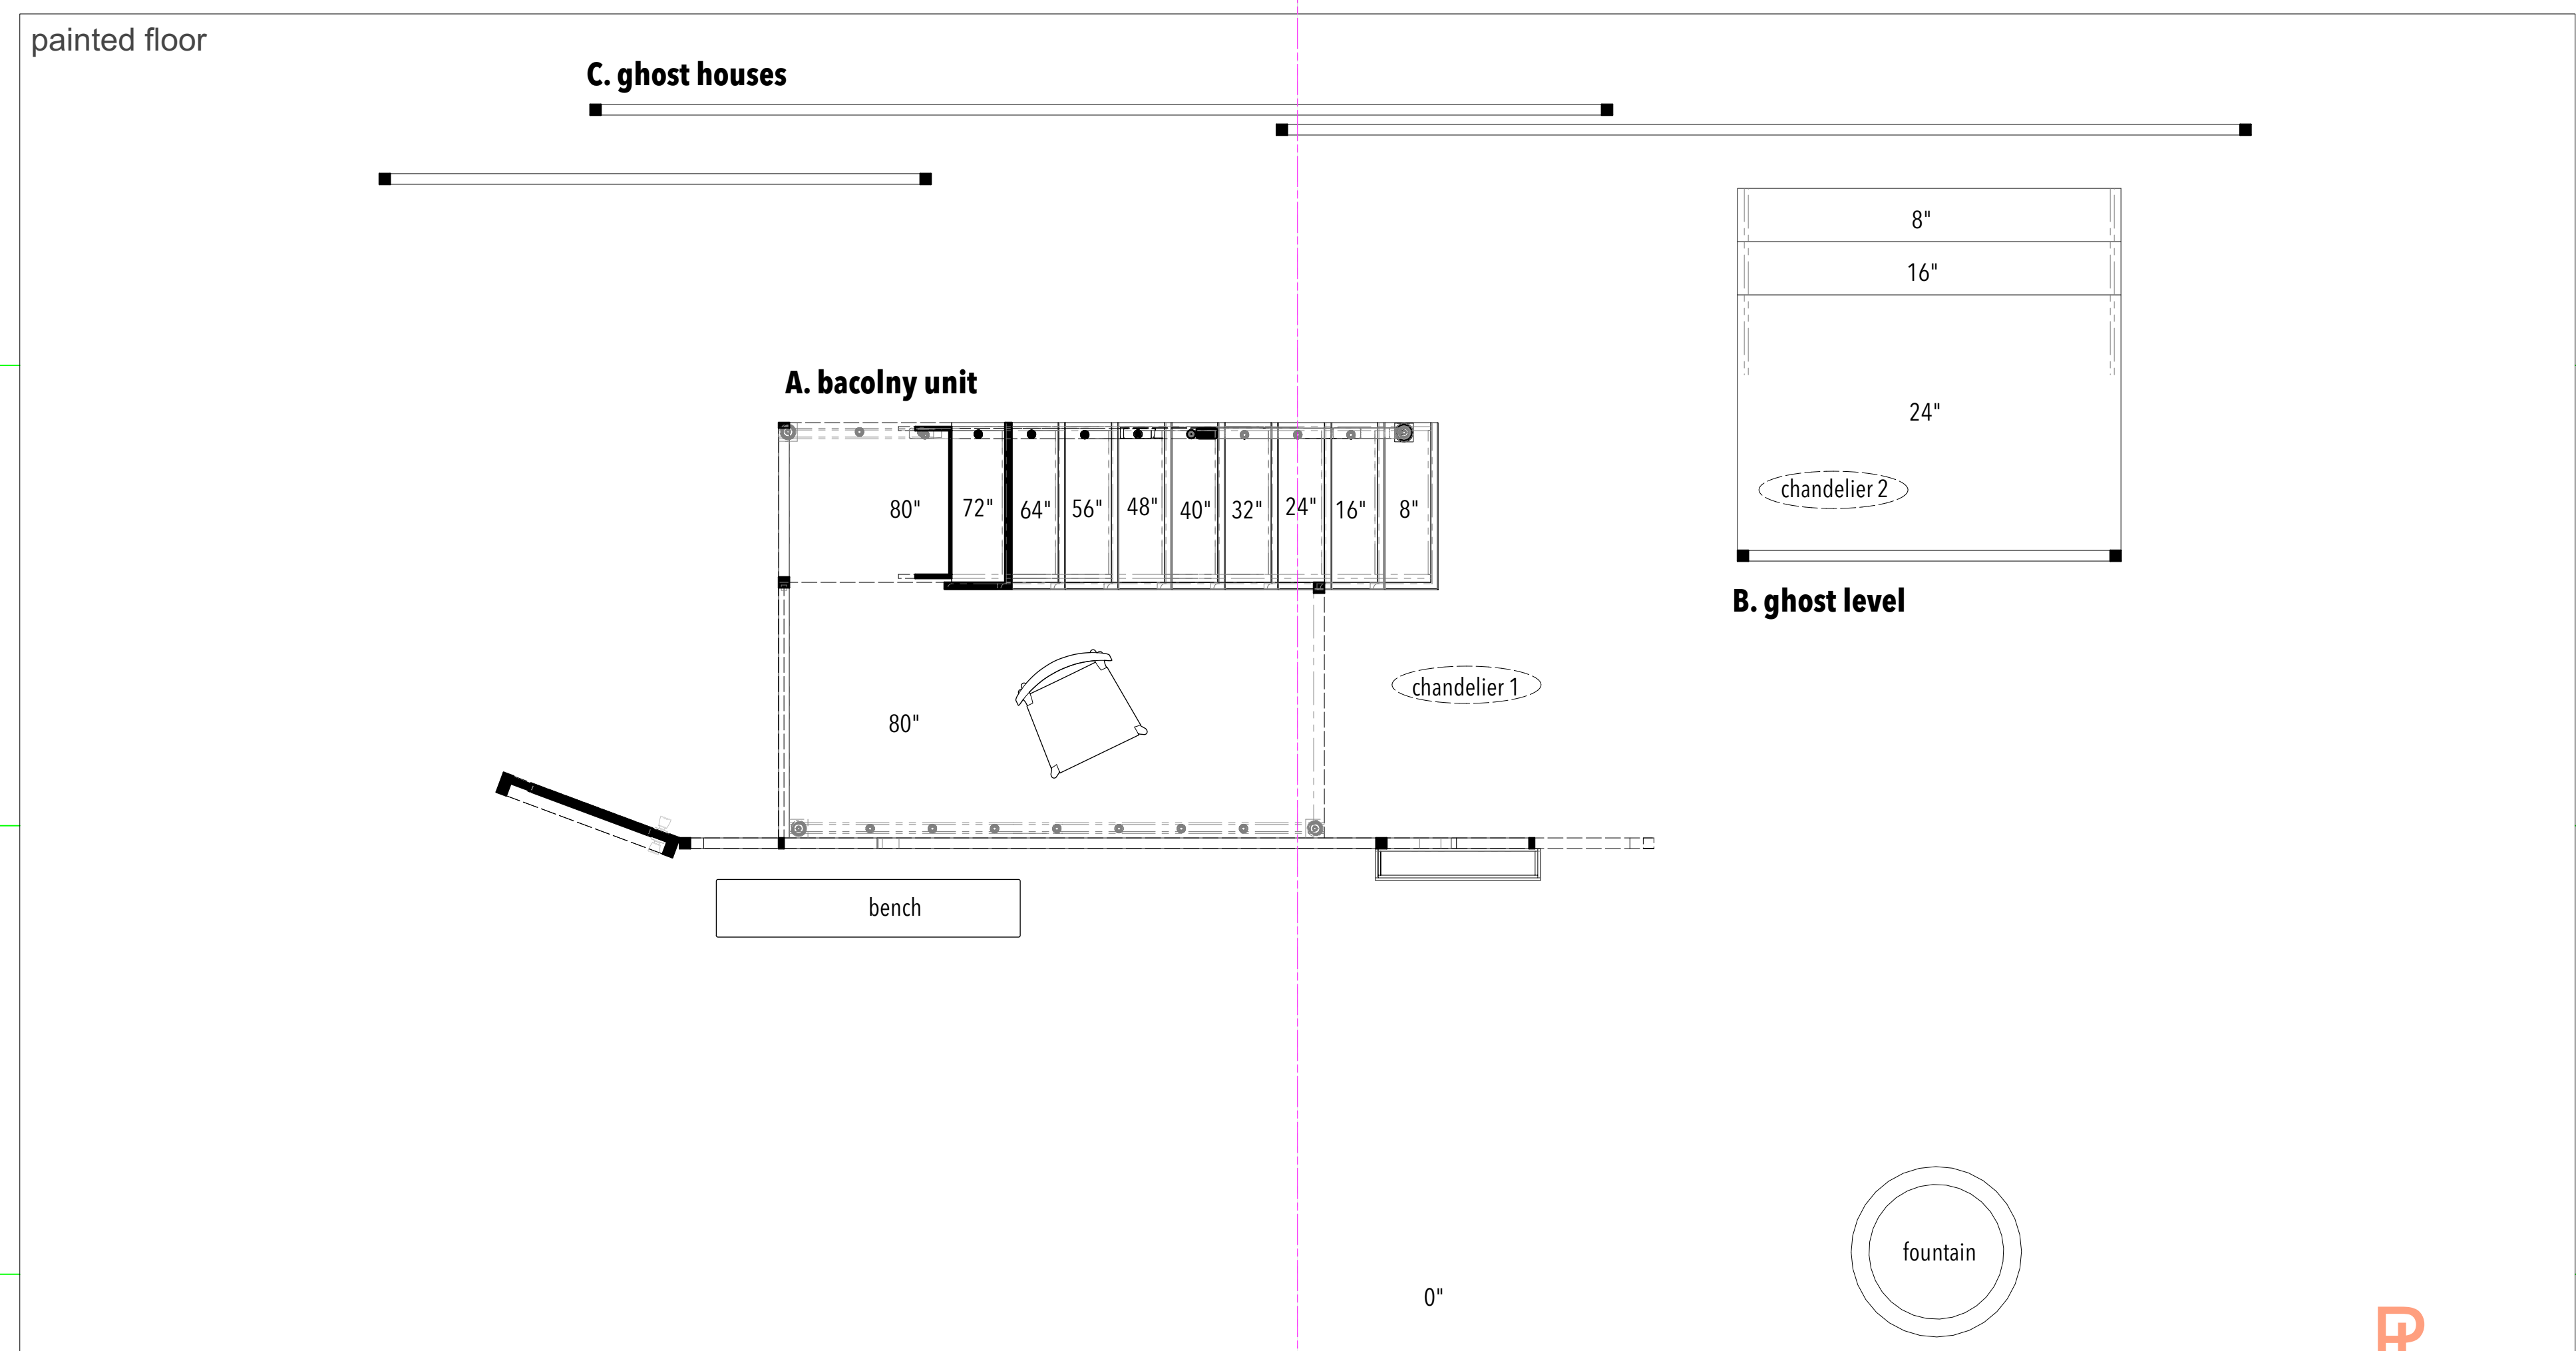 painted floor
C. ghost houses
8"
16"
24"
A. bacolny unit
80" 72" 64" 56" 48" 40" 32" 24" 16" 8"
chandelier 2
B. ghost level
chandelier 1
80"
bench
fountain
0"